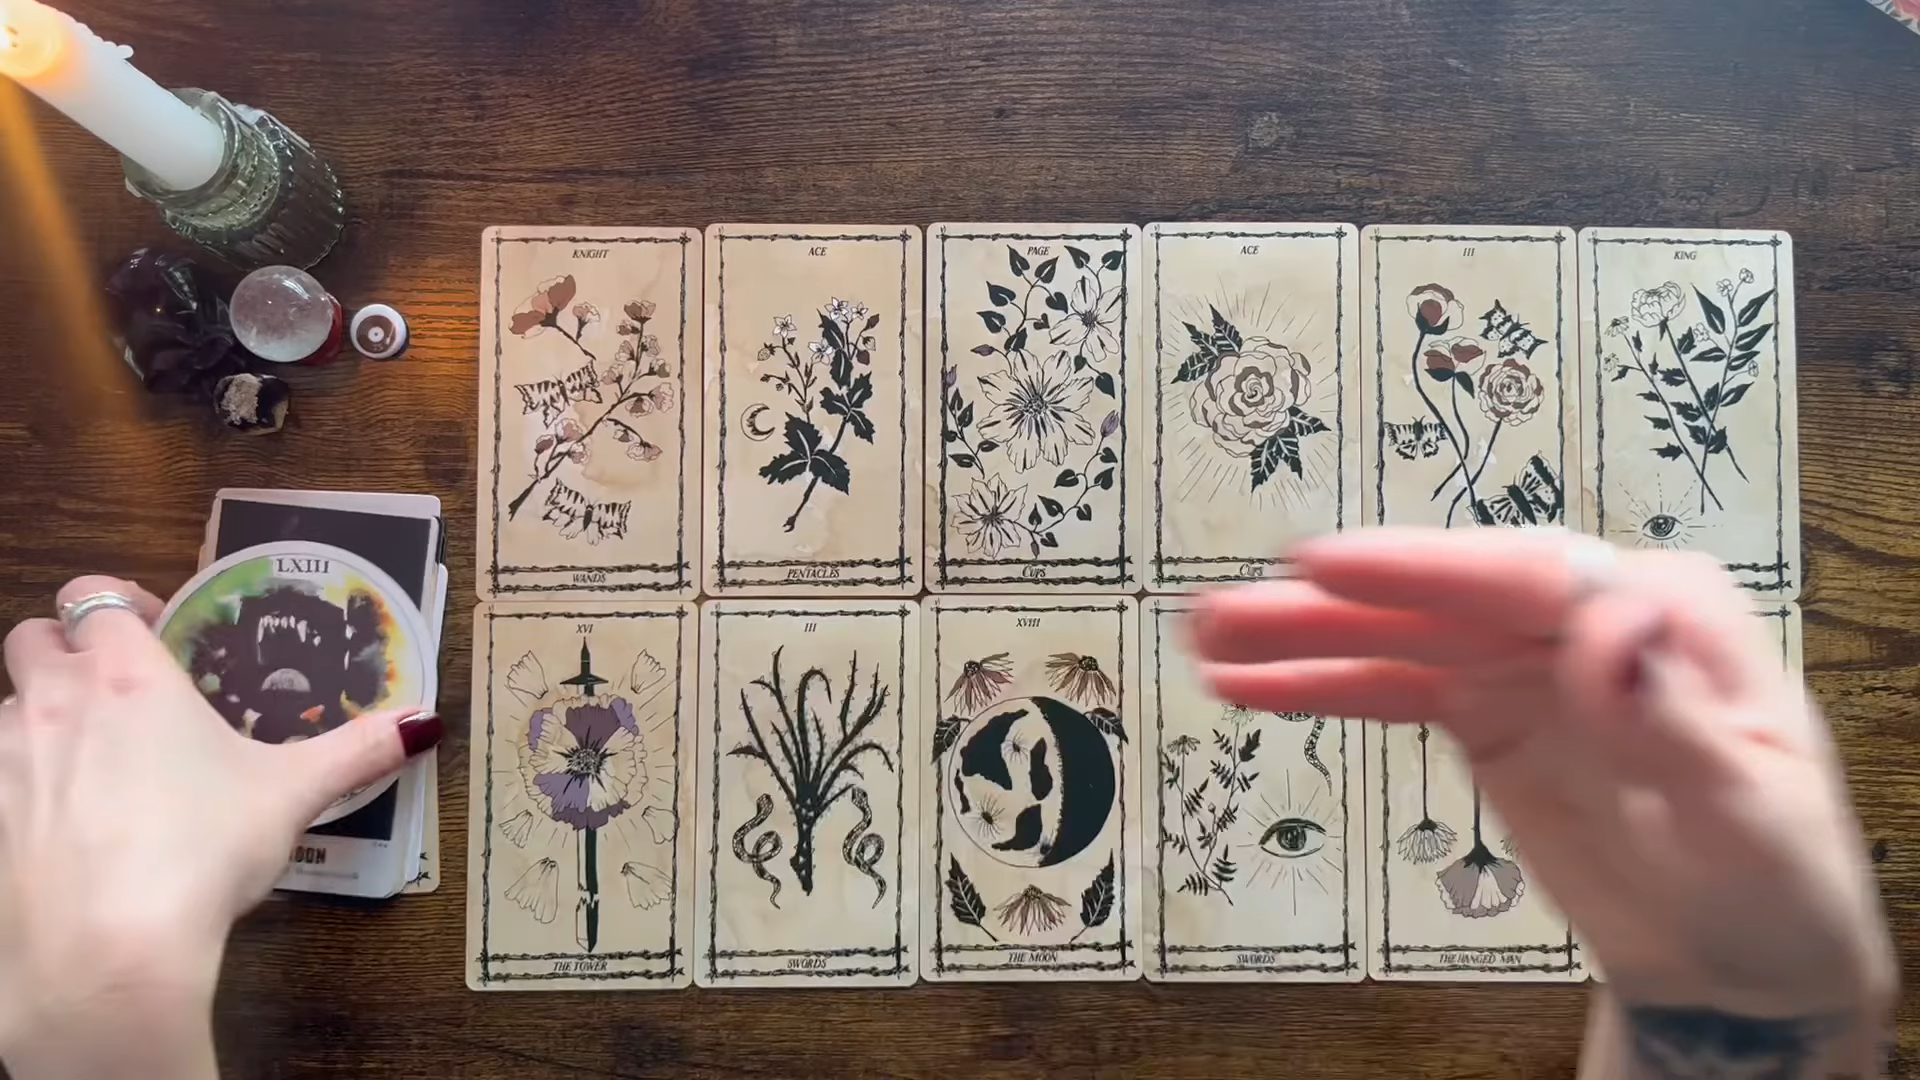 KNIGHT
ACE
PAGE
ACE
III
KING
WANDS
PENTACLES
CUPS
CUPS
LXIII
XVI
III
XVIII
THE TOWER
SWORDS
THE MOON
SWORDS
THE HANGED MAN